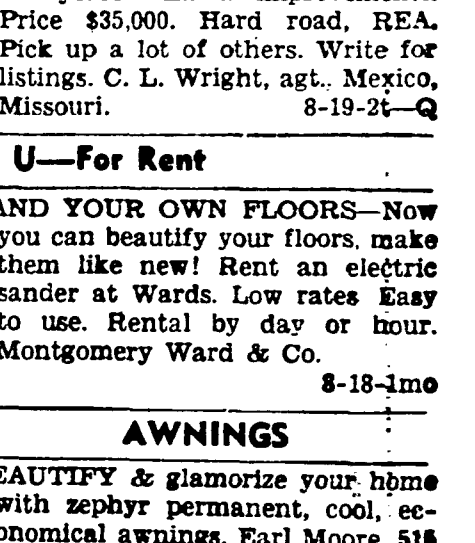 Price $35,000. Hard road, REA.
Pick up a lot of others. Write for
listings. C. L. Wright, agt., Mexico,
Missouri. 8-19-2t—Q
U—For Rent
AND YOUR OWN FLOORS—Now
you can beautify your floors, make
them like new! Rent an electric
sander at Wards. Low rates Easy
to use. Rental by day or hour.
Montgomery Ward & Co.
8-18-1mo
AWNINGS
EAUTIFY & glamorize your home
with zephyr permanent, cool, ec-
onomical awnings. Earl Moore 515